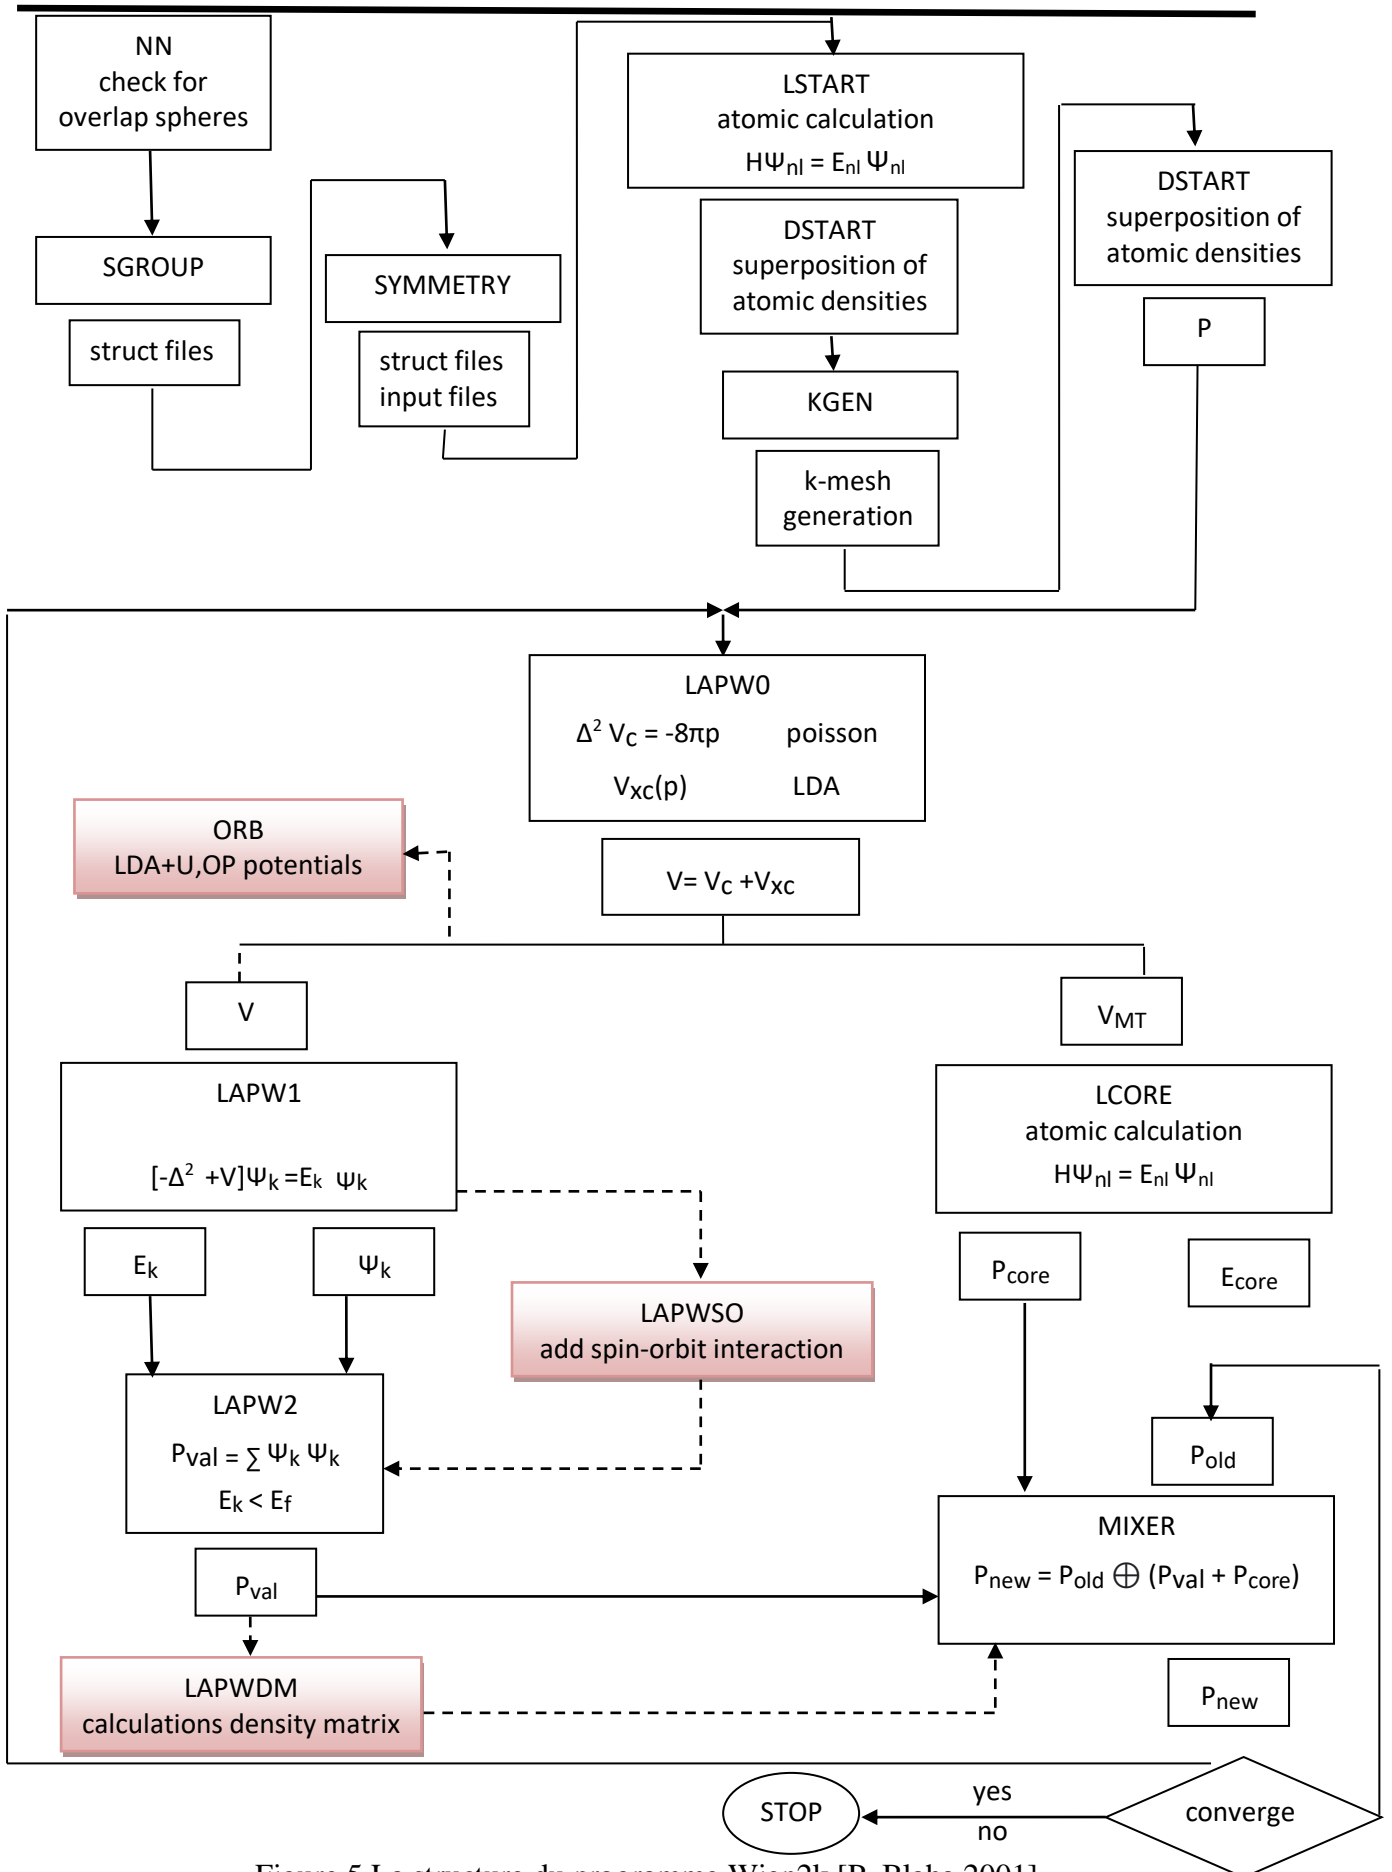 NN
check for
overlap spheres
SGROUP
struct files
SYMMETRY
struct files
input files
LSTART
atomic calculation
HΨnl = Enl Ψnl
DSTART
superposition of
atomic densities
KGEN
k-mesh
generation
DSTART
superposition of
atomic densities
P
LAPW0
Δ² VC = -8πp poisson
Vxc(p) LDA
ORB
LDA+U,OP potentials
V= VC +Vxc
V
VMT
LAPW1
[-Δ² +V]Ψk =Ek Ψk
LCORE
atomic calculation
HΨnl = Enl Ψnl
Ek
Ψk
Pcore
Ecore
LAPWSO
add spin-orbit interaction
LAPW2
Pval = ∑ Ψk Ψk
Ek < Ef
Pold
MIXER
Pnew = Pold ⊕ (Pval + Pcore)
Pval
LAPWDM
calculations density matrix
Pnew
STOP
yes
no
converge
Figure 5 La structure du programme Wien2k [P. Blaha 2001]